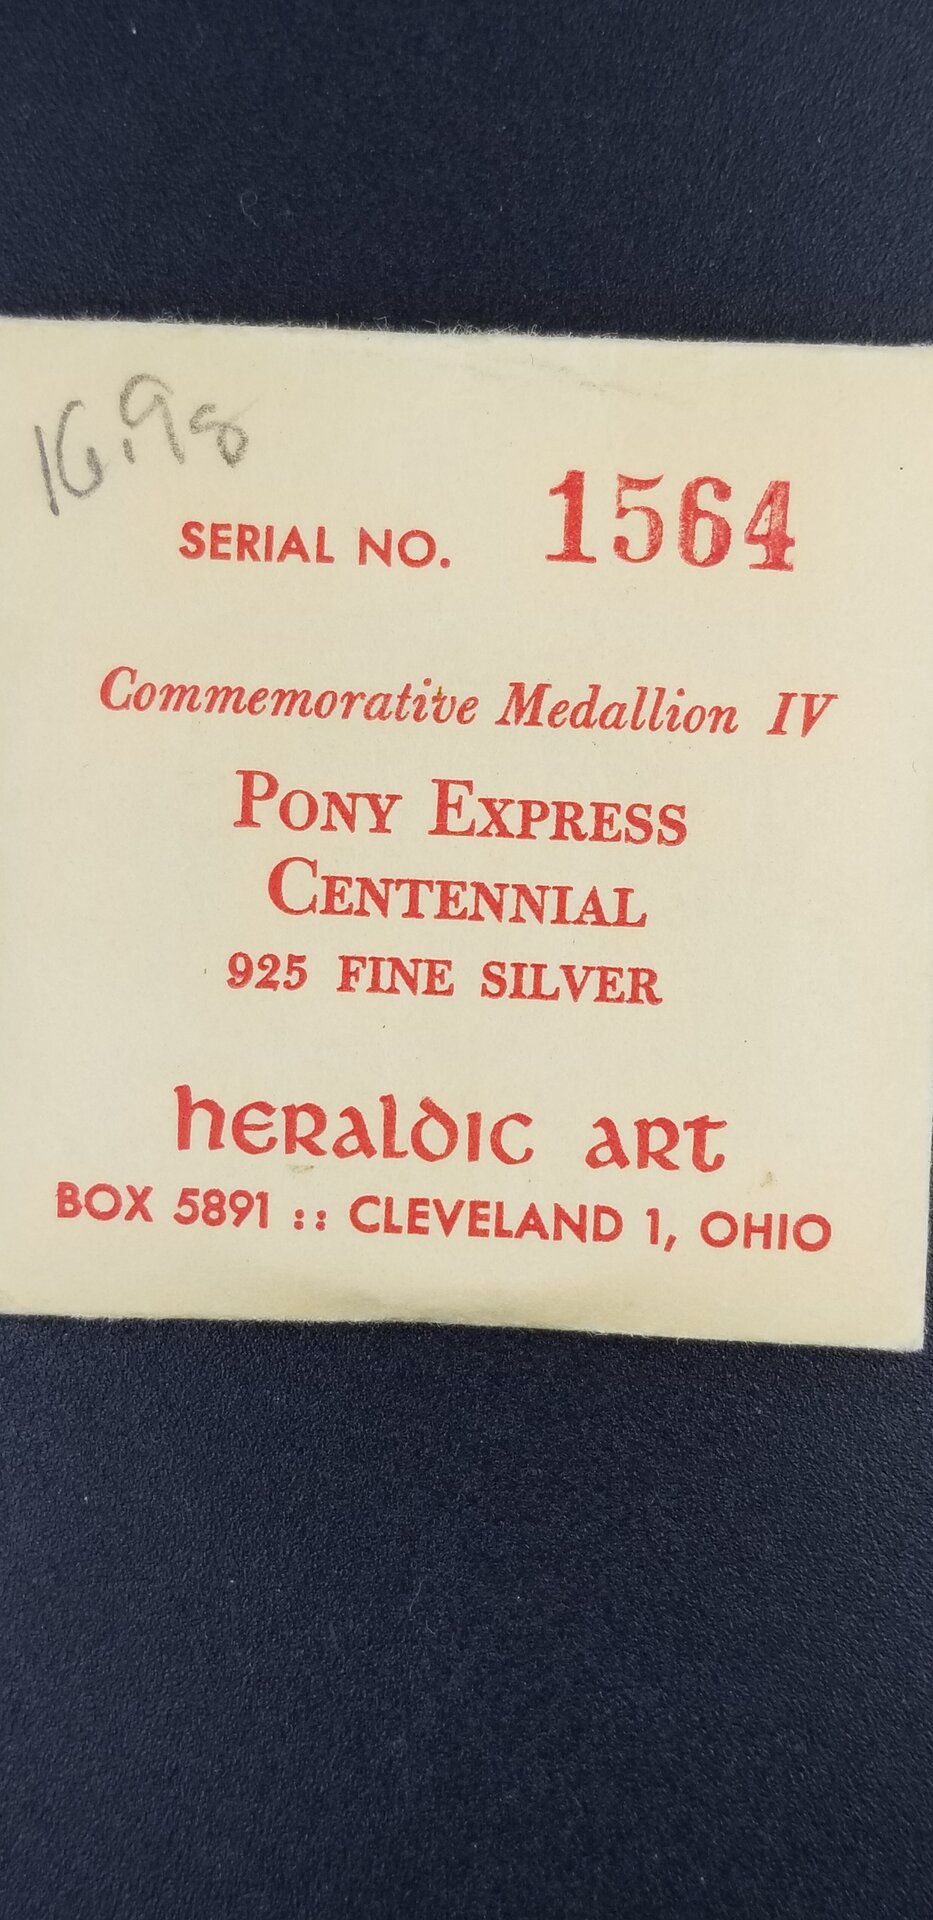 16.98
SERIAL NO. 1564
Commemorative Medallion IV
PONY EXPRESS
CENTENNIAL
925 FINE SILVER
heraldic art
BOX 5891 :: CLEVELAND 1, OHIO